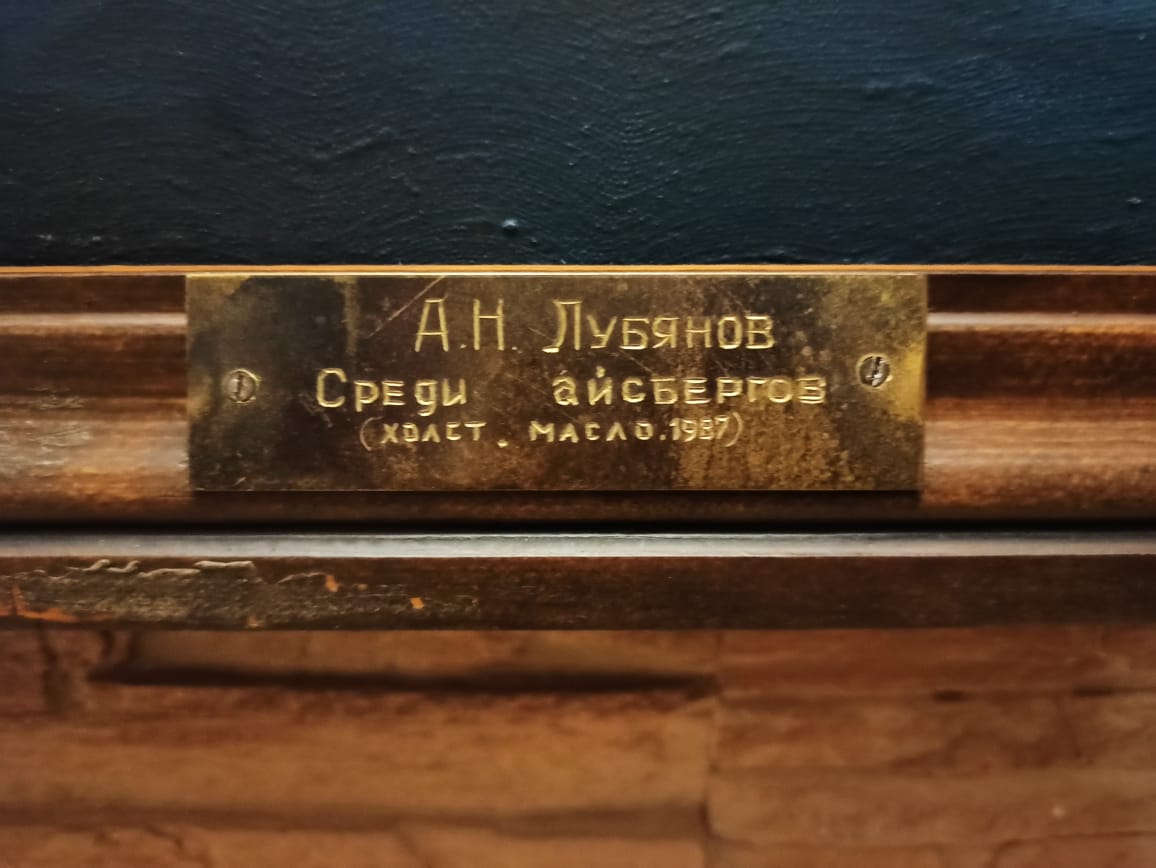 А.Н. Лубянов
Среди айсбергов
(холст, масло.1987)